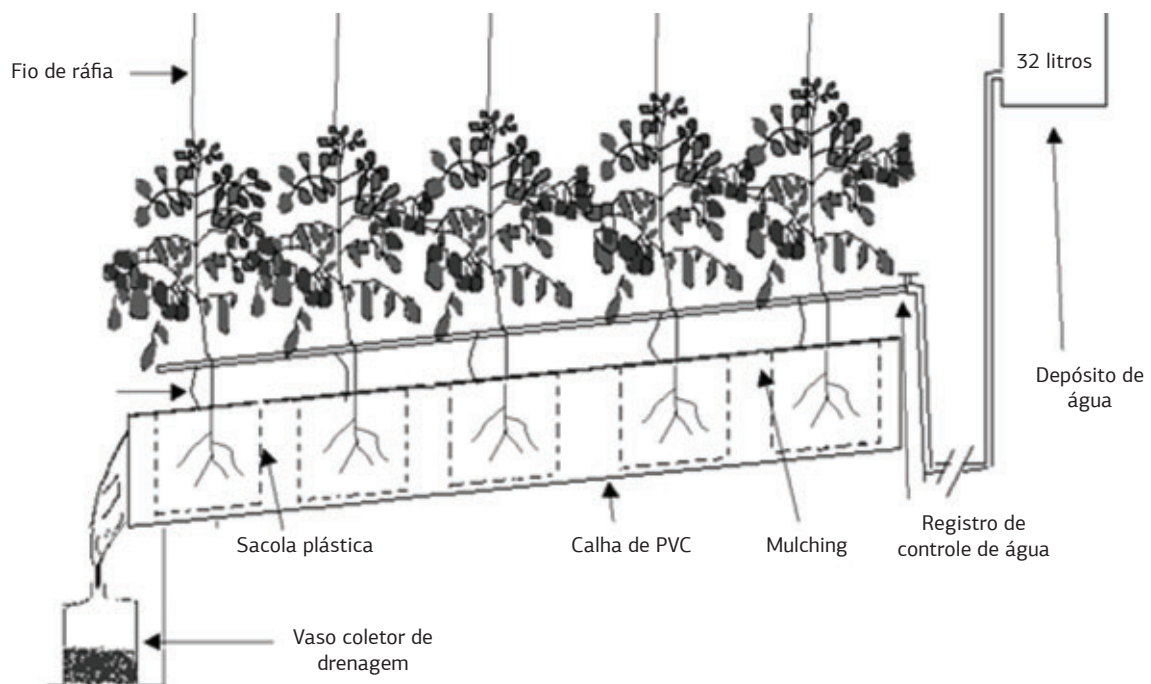 Fio de ráfia
32 litros
Depósito de
água
Sacola plástica
Calha de PVC
Mulching
Registro de
controle de água
Vaso coletor de
drenagem